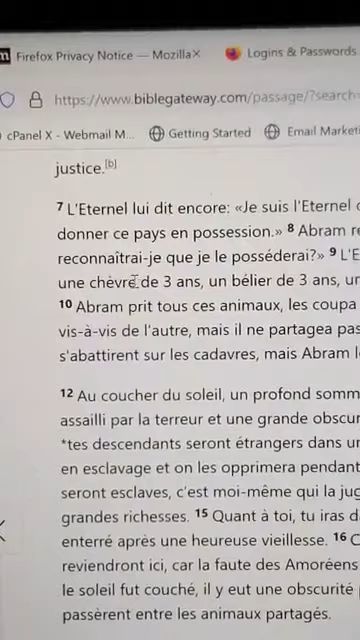 Firefox Privacy Notice — Mozilla
Logins & Passwords
https://www.biblegateway.com/passage/?search=
cPanel X - Webmail M...
Getting Started
Email Marketi
justice.[b]
7 L'Eternel lui dit encore: «Je suis l'Eternel
donner ce pays en possession.» 8 Abram re
reconnaîtrai-je que je le posséderai?» 9 L'E
une chèvre de 3 ans, un bélier de 3 ans, un
10 Abram prit tous ces animaux, les coupa
vis-à-vis de l'autre, mais il ne partagea pas
s'abattirent sur les cadavres, mais Abram l
12 Au coucher du soleil, un profond somm
assailli par la terreur et une grande obscur
*tes descendants seront étrangers dans un
en esclavage et on les opprimera pendant
seront esclaves, c'est moi-même qui la jug
grandes richesses. 15 Quant à toi, tu iras d
enterré après une heureuse vieillesse. 16 C
reviendront ici, car la faute des Amoréens
le soleil fut couché, il y eut une obscurité
passèrent entre les animaux partagés.